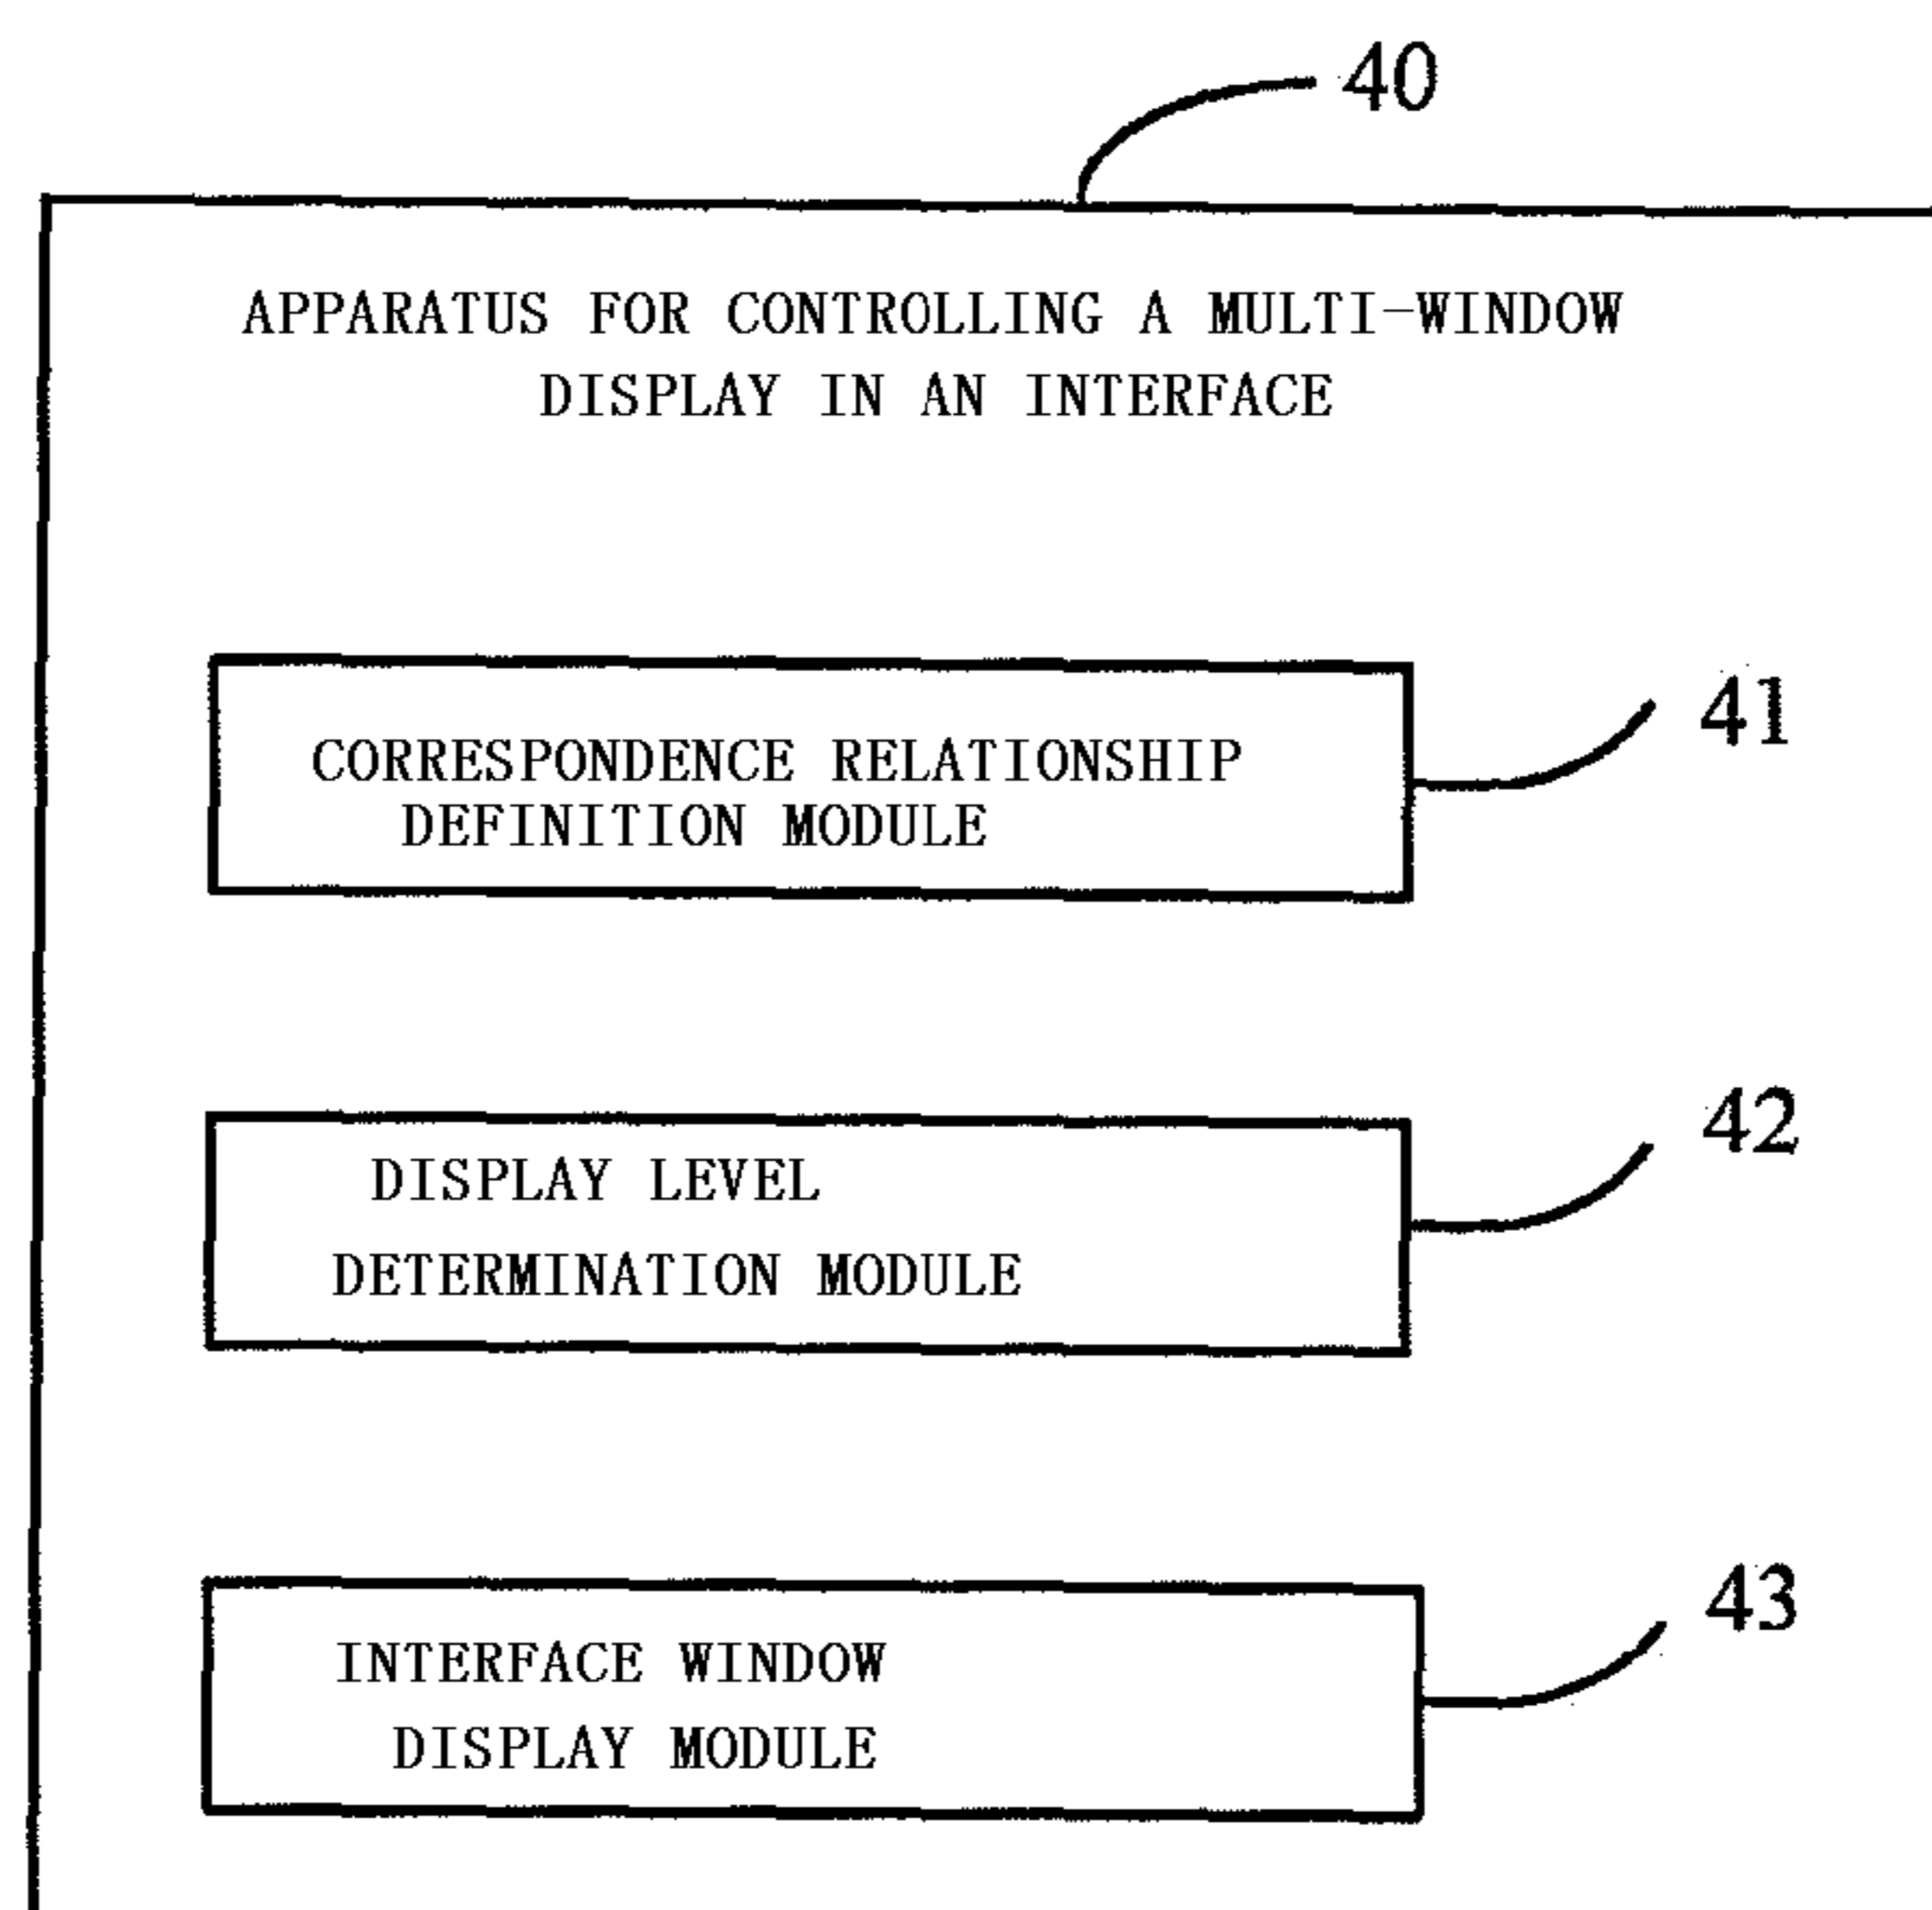 40
APPARATUS FOR CONTROLLING A MULTI-WINDOW
DISPLAY IN AN INTERFACE
CORRESPONDENCE RELATIONSHIP
DEFINITION MODULE
41
DISPLAY LEVEL
DETERMINATION MODULE
42
INTERFACE WINDOW
DISPLAY MODULE
43